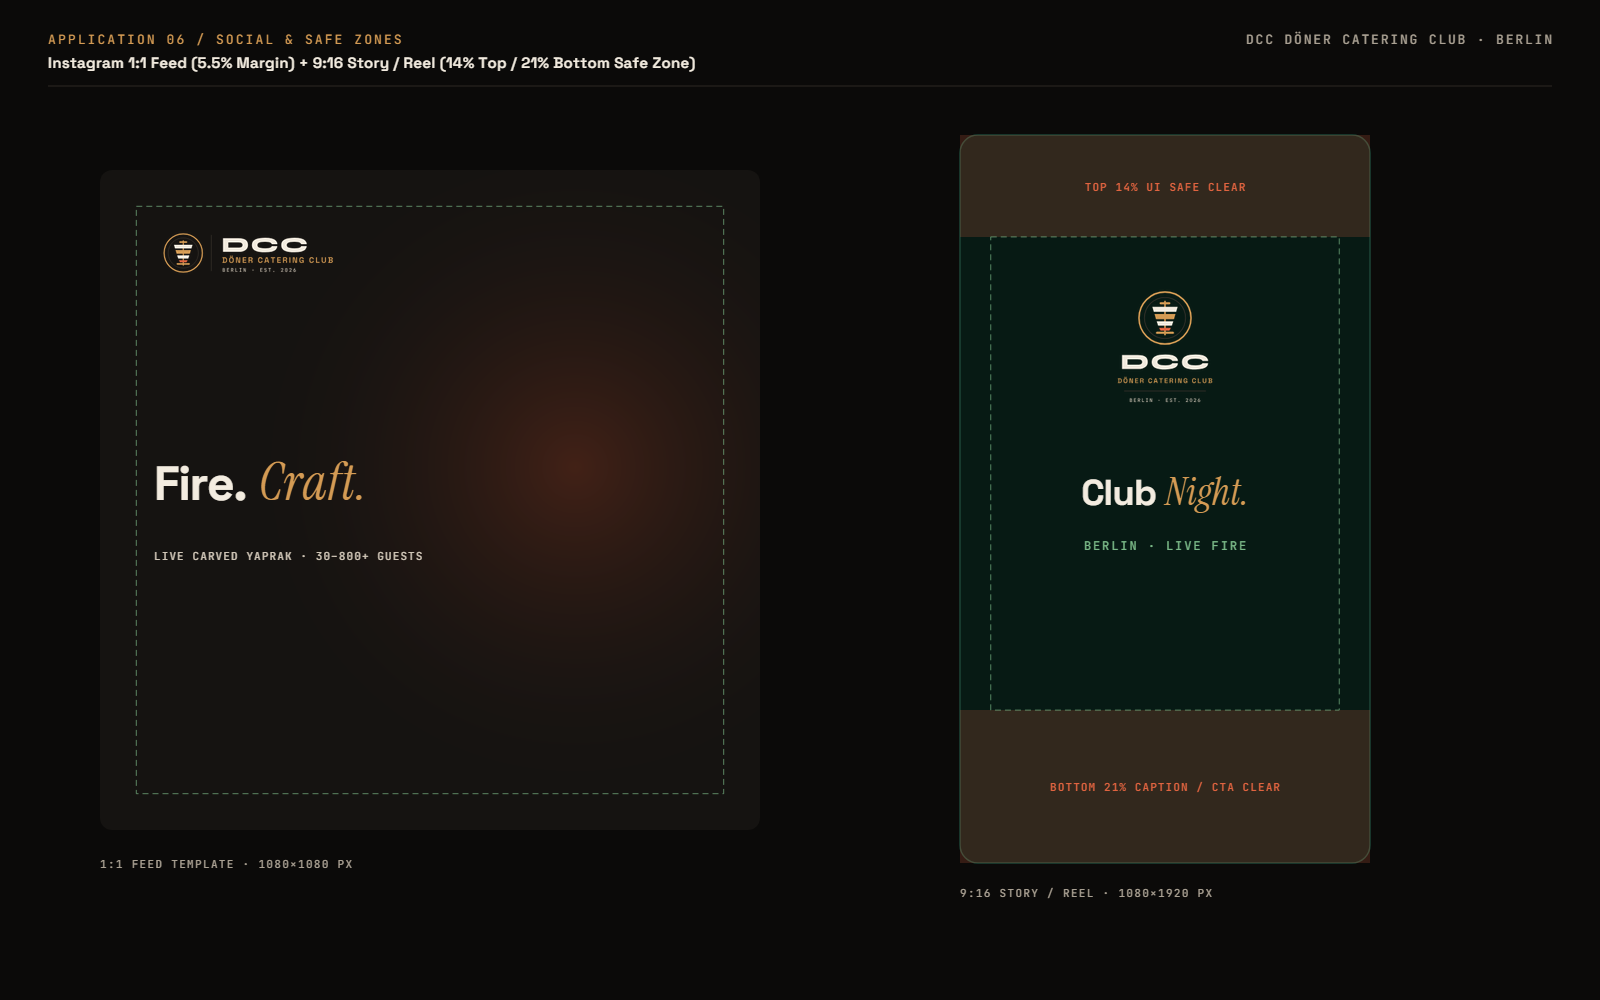 APPLICATION 06 / SOCIAL & SAFE ZONES
DCC DÖNER CATERING CLUB · BERLIN
Instagram 1:1 Feed (5.5% Margin) + 9:16 Story / Reel (14% Top / 21% Bottom Safe Zone)
DCC
DÖNER CATERING CLUB
BERLIN · EST. 2026
Fire. Craft.
LIVE CARVED YAPRAK · 30–800+ GUESTS
1:1 FEED TEMPLATE · 1080×1080 PX
TOP 14% UI SAFE CLEAR
DCC
DÖNER CATERING CLUB
BERLIN · EST. 2026
Club Night.
BERLIN · LIVE FIRE
BOTTOM 21% CAPTION / CTA CLEAR
9:16 STORY / REEL · 1080×1920 PX